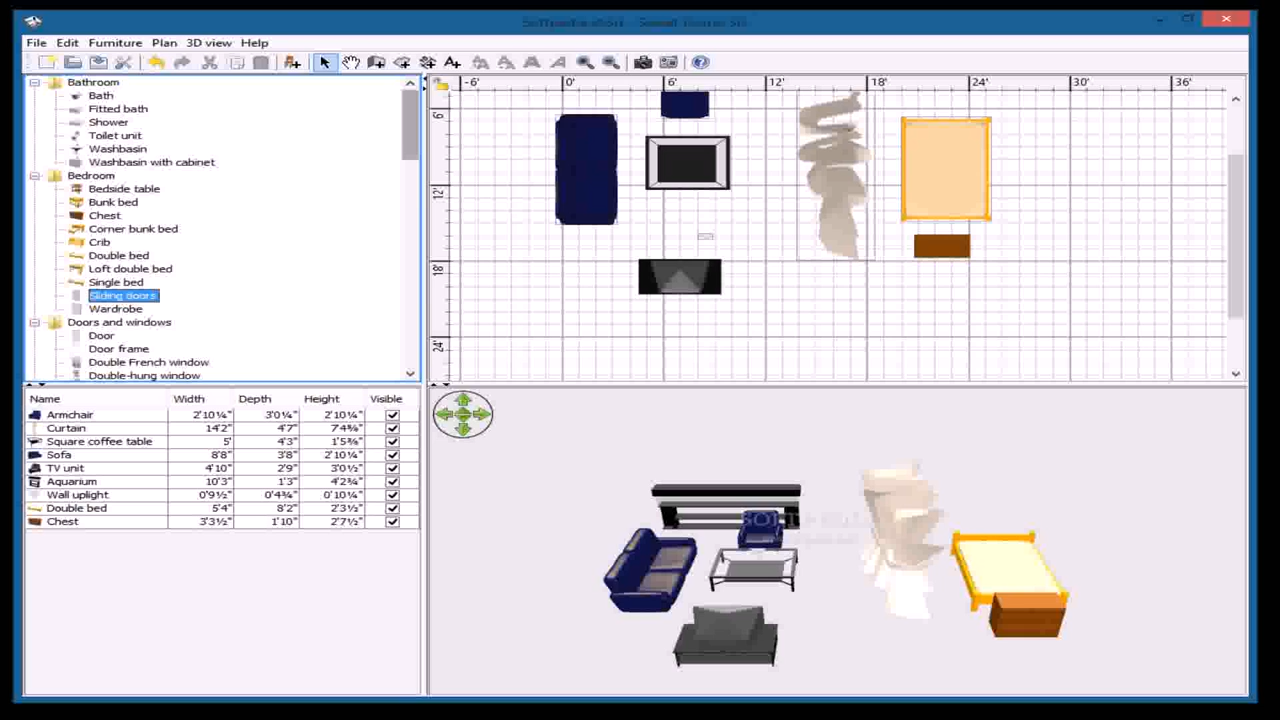 File Edit Furniture Plan 3D view Help
-6' 0' 6' 12' 18' 24' 30' 36'
6'
12'
18'
24'
Bathroom
Bath
Fitted bath
Shower
Toilet unit
Washbasin
Washbasin with cabinet
Bedroom
Bedside table
Bunk bed
Chest
Corner bunk bed
Crib
Double bed
Loft double bed
Single bed
Sliding doors
Wardrobe
Doors and windows
Door
Door frame
Double French window
Double-hung window
Name Width Depth Height Visible
Armchair 2'10¼" 3'0¼" 2'10¼"
Curtain 14'2" 4'7" 7'4⅜"
Square coffee table 5' 4'3" 1'5⅜"
Sofa 8'8" 3'8" 2'10¼"
TV unit 4'10" 2'9" 3'0½"
Aquarium 10'3" 1'3" 4'2¾"
Wall uplight 0'9½" 0'4¾" 0'10¼"
Double bed 5'4" 8'2" 2'3½"
Chest 3'3½" 1'10" 2'7½"